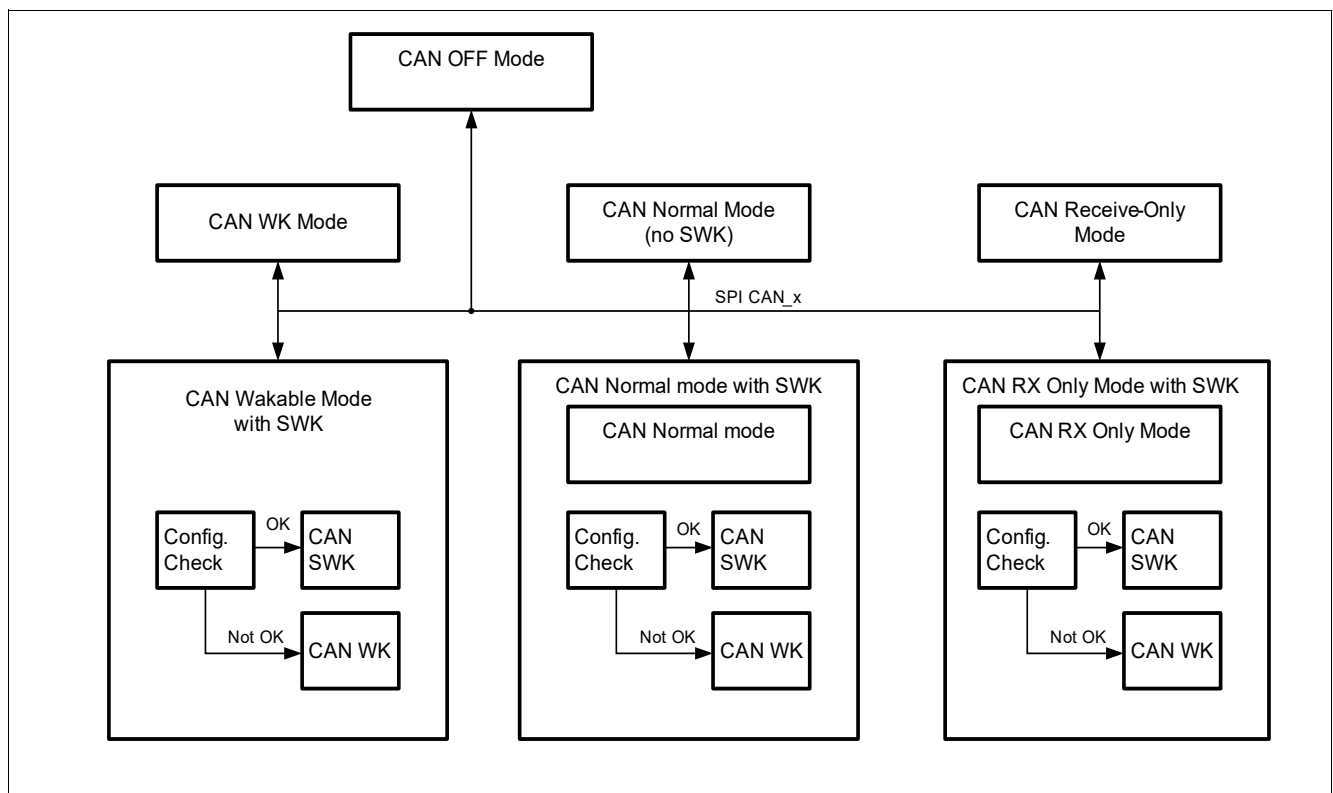 CAN OFF Mode
CAN WK Mode
CAN Normal Mode
(no SWK)
CAN Receive-Only
Mode
SPI CAN_x
CAN Wakable Mode
with SWK
Config.
Check
OK
CAN
SWK
Not OK
CAN WK
CAN Normal mode with SWK
CAN Normal mode
Config.
Check
OK
CAN
SWK
Not OK
CAN WK
CAN RX Only Mode with SWK
CAN RX Only Mode
Config.
Check
OK
CAN
SWK
Not OK
CAN WK